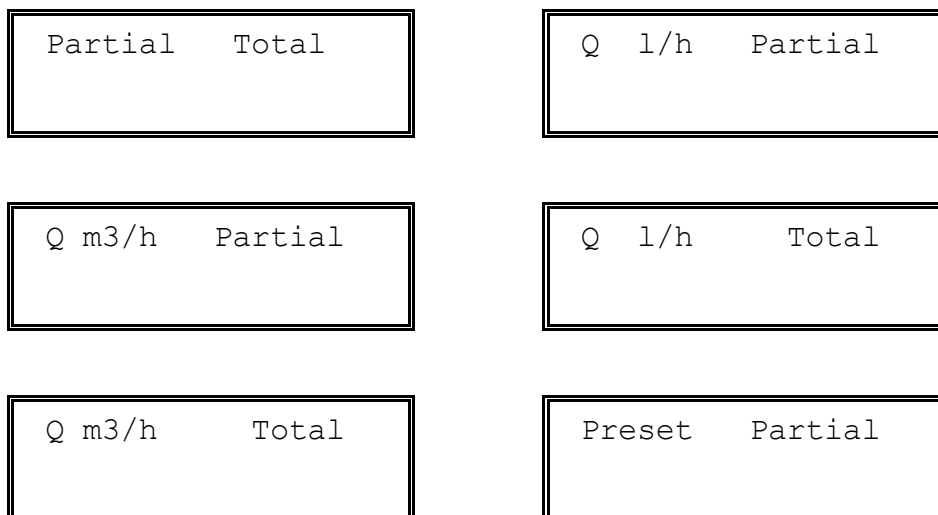 Partial Total
Q l/h Partial
Q m3/h Partial
Q l/h Total
Q m3/h Total
Preset Partial